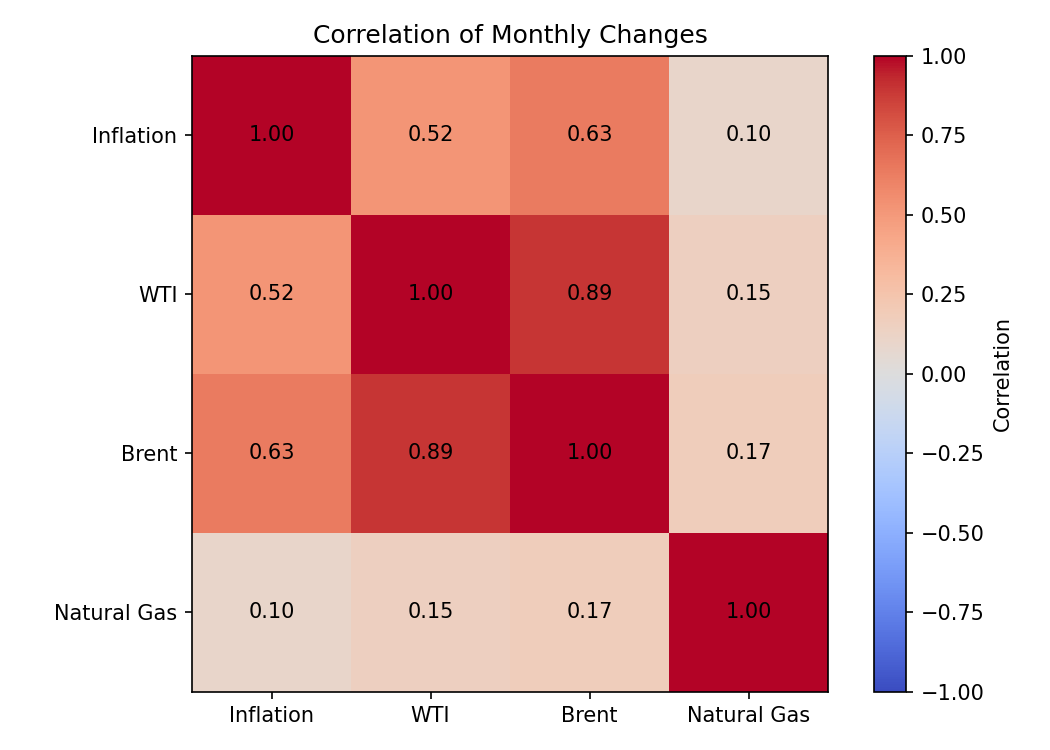 Correlation of Monthly Changes
Inflation 1.00 0.52 0.63 0.10
WTI 0.52 1.00 0.89 0.15
Brent 0.63 0.89 1.00 0.17
Natural Gas 0.10 0.15 0.17 1.00
Inflation WTI Brent Natural Gas
1.00
0.75
0.50
0.25
0.00
−0.25
−0.50
−0.75
−1.00
Correlation